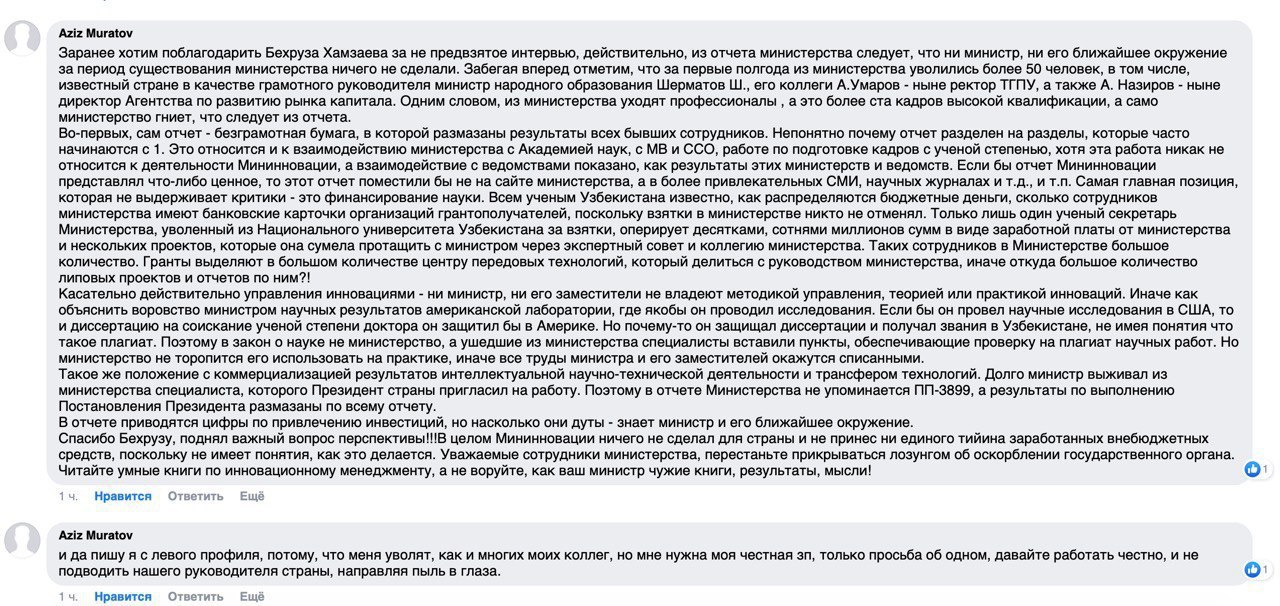 Aziz Muratov
Заранее хотим поблагодарить Бехруза Хамзаева за не предвзятое интервью, действительно, из отчета министерства следует, что ни министр, ни его ближайшее окружение
за период существования министерства ничего не сделали. Забегая вперед отметим, что за первые полгода из министерства уволились более 50 человек, в том числе,
известный стране в качестве грамотного руководителя министр народного образования Шерматов Ш., его коллеги А.Умаров - ныне ректор ТГПУ, а также А. Назиров - ныне
директор Агентства по развитию рынка капитала. Одним словом, из министерства уходят профессионалы , а это более ста кадров высокой квалификации, а само
министерство гниет, что следует из отчета.
Во-первых, сам отчет - безграмотная бумага, в которой размазаны результаты всех бывших сотрудников. Непонятно почему отчет разделен на разделы, которые часто
начинаются с 1. Это относится и к взаимодействию министерства с Академией наук, с МВ и ССО, работе по подготовке кадров с ученой степенью, хотя эта работа никак не
относится к деятельности Мининновации, а взаимодействие с ведомствами показано, как результаты этих министерств и ведомств. Если бы отчет Мининновации
представлял что-либо ценное, то этот отчет поместили бы не на сайте министерства, а в более привлекательных СМИ, научных журналах и т.д., и т.п. Самая главная позиция,
которая не выдерживает критики - это финансирование науки. Всем ученым Узбекистана известно, как распределяются бюджетные деньги, сколько сотрудников
министерства имеют банковские карточки организаций грантополучателей, поскольку взятки в министерстве никто не отменял. Только лишь один ученый секретарь
Министерства, уволенный из Национального университета Узбекистана за взятки, оперирует десятками, сотнями миллионов сумм в виде заработной платы от министерства
и нескольких проектов, которые она сумела протащить с министром через экспертный совет и коллегию министерства. Таких сотрудников в Министерстве большое
количество. Гранты выделяют в большом количестве центру передовых технологий, который делиться с руководством министерства, иначе откуда большое количество
липовых проектов и отчетов по ним?!
Касательно действительно управления инновациями - ни министр, ни его заместители не владеют методикой управления, теорией или практикой инноваций. Иначе как
объяснить воровство министром научных результатов американской лаборатории, где якобы он проводил исследования. Если бы он провел научные исследования в США, то
и диссертацию на соискание ученой степени доктора он защитил бы в Америке. Но почему-то он защищал диссертации и получал звания в Узбекистане, не имея понятия что
такое плагиат. Поэтому в закон о науке не министерство, а ушедшие из министерства специалисты вставили пункты, обеспечивающие проверку на плагиат научных работ. Но
министерство не торопится его использовать на практике, иначе все труды министра и его заместителей окажутся списанными.
Такое же положение с коммерциализацией результатов интеллектуальной научно-технической деятельности и трансфером технологий. Долго министр выживал из
министерства специалиста, которого Президент страны пригласил на работу. Поэтому в отчете Министерства не упоминается ПП-3899, а результаты по выполнению
Постановления Президента размазаны по всему отчету.
В отчете приводятся цифры по привлечению инвестиций, но насколько они дуты - знает министр и его ближайшее окружение.
Спасибо Бехрузу, поднял важный вопрос перспективы!!!В целом Мининновации ничего не сделал для страны и не принес ни единого тийина заработанных внебюджетных
средств, поскольку не имеет понятия, как это делается. Уважаемые сотрудники министерства, перестаньте прикрываться лозунгом об оскорблении государственного органа.
Читайте умные книги по инновационному менеджменту, а не воруйте, как ваш министр чужие книги, результаты, мысли!
1
1 ч. Нравится Ответить Ещё
Aziz Muratov
и да пишу я с левого профиля, потому, что меня уволят, как и многих моих коллег, но мне нужна моя честная зп, только просьба об одном, давайте работать честно, и не
подводить нашего руководителя страны, направляя пыль в глаза.
1
1 ч. Нравится Ответить Ещё